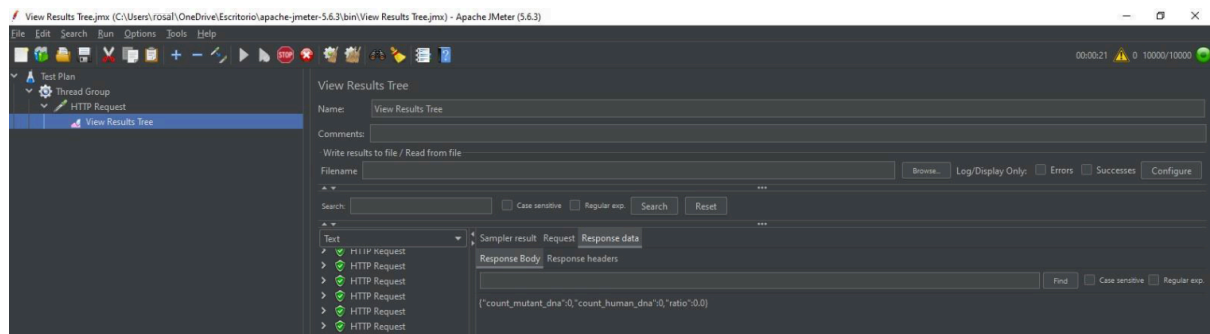 View Results Tree.jmx (C:\Users\rosal\OneDrive\Escritorio\apache-jmeter-5.6.3\bin\View Results Tree.jmx) - Apache JMeter (5.6.3)
File Edit Search Run Options Tools Help
STOP ? 00:00:21 0 10000/10000
Test Plan
Thread Group
HTTP Request
View Results Tree
View Results Tree
Name: View Results Tree
Comments:
Write results to file / Read from file
Filename Browse... Log/Display Only: Errors Successes Configure
Search: Case sensitive Regular exp. Search Reset
Text
HTTP Request
HTTP Request
HTTP Request
HTTP Request
HTTP Request
HTTP Request
Sampler result Request Response data
Response Body Response headers
Find Case sensitive Regular exp.
{"count_mutant_dna":0,"count_human_dna":0,"ratio":0.0}